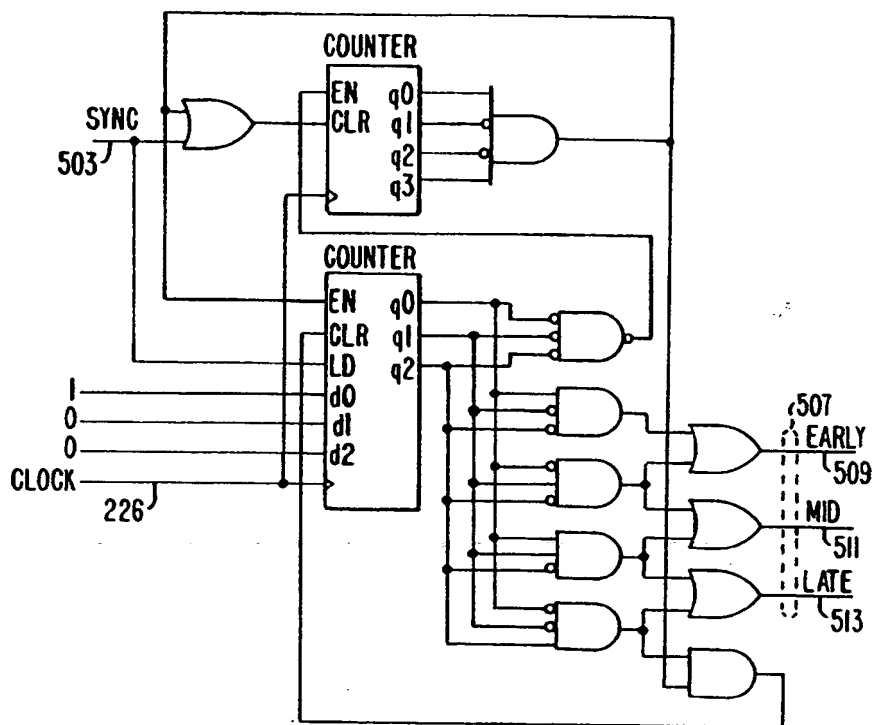 COUNTER
EN q0
CLR q1
q2
q3
SYNC
503
COUNTER
EN q0
CLR q1
LD q2
1 d0
0 d1
0 d2
CLOCK
226
507
EARLY
509
MID
511
LATE
513